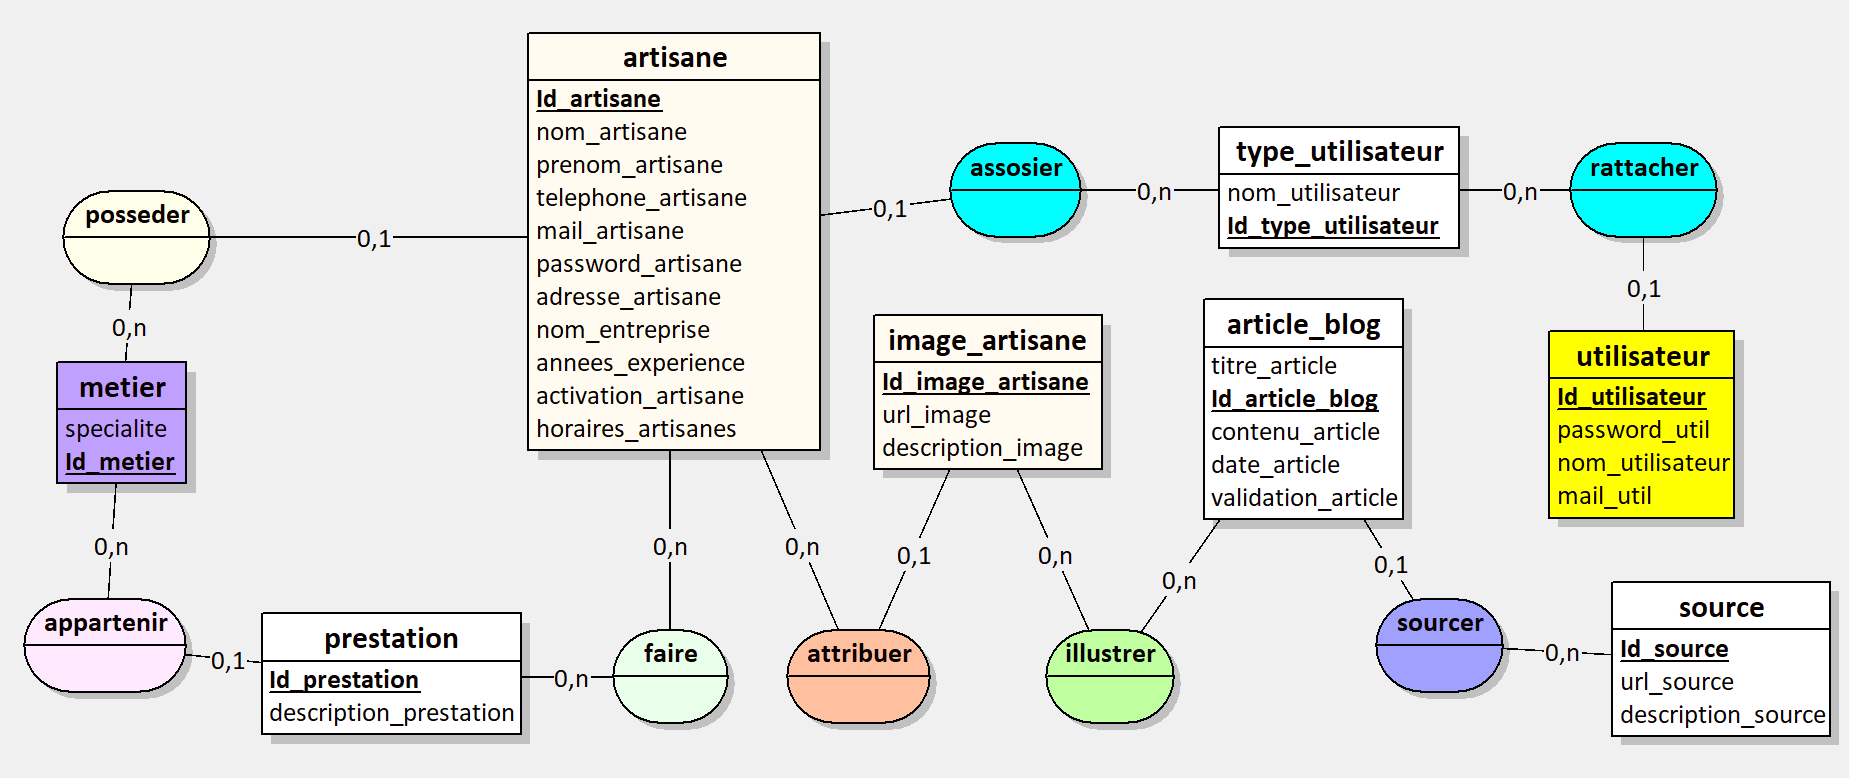 artisane
Id_artisane
nom_artisane
prenom_artisane
telephone_artisane
mail_artisane
password_artisane
adresse_artisane
nom_entreprise
annees_experience
activation_artisane
horaires_artisanes
posseder
0,1
0,n
metier
specialite
Id_metier
0,n
appartenir
0,1
prestation
Id_prestation
description_prestation
0,n
faire
0,n
0,n
attribuer
0,1
image_artisane
Id_image_artisane
url_image
description_image
0,n
illustrer
0,n
0,1
assosier
0,n
type_utilisateur
nom_utilisateur
Id_type_utilisateur
0,n
rattacher
0,1
utilisateur
Id_utilisateur
password_util
nom_utilisateur
mail_util
article_blog
titre_article
Id_article_blog
contenu_article
date_article
validation_article
0,1
sourcer
0,n
source
Id_source
url_source
description_source